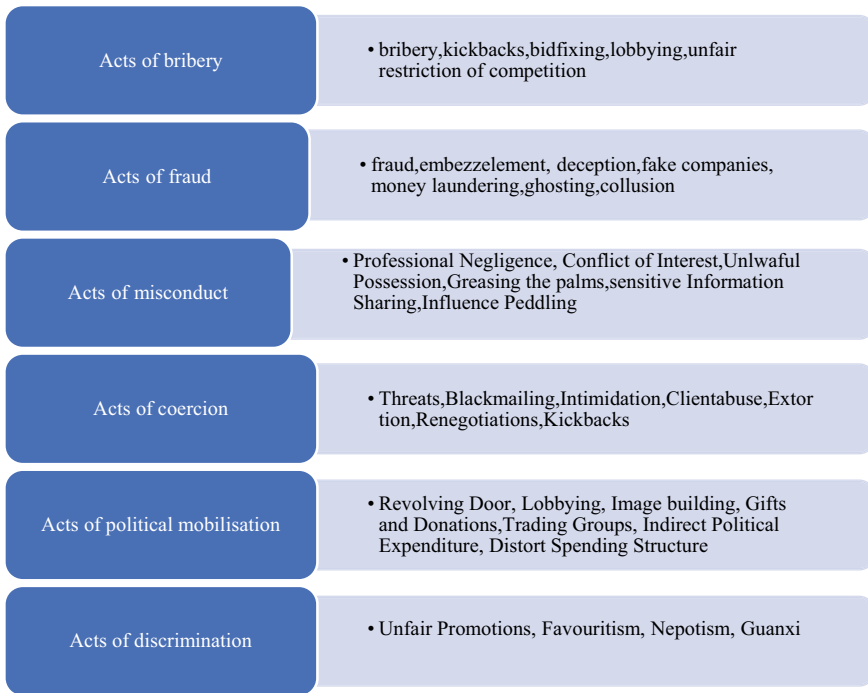 Acts of bribery
• bribery,kickbacks,bidfixing,lobbying,unfair
restriction of competition
Acts of fraud
• fraud,embezzelement, deception,fake companies,
money laundering,ghosting,collusion
Acts of misconduct
• Professional Negligence, Conflict of Interest,Unlwaful
Possession,Greasing the palms,sensitive Information
Sharing,Influence Peddling
Acts of coercion
• Threats,Blackmailing,Intimidation,Clientabuse,Extor
tion,Renegotiations,Kickbacks
Acts of political mobilisation
• Revolving Door, Lobbying, Image building, Gifts
and Donations,Trading Groups, Indirect Political
Expenditure, Distort Spending Structure
Acts of discrimination
• Unfair Promotions, Favouritism, Nepotism, Guanxi